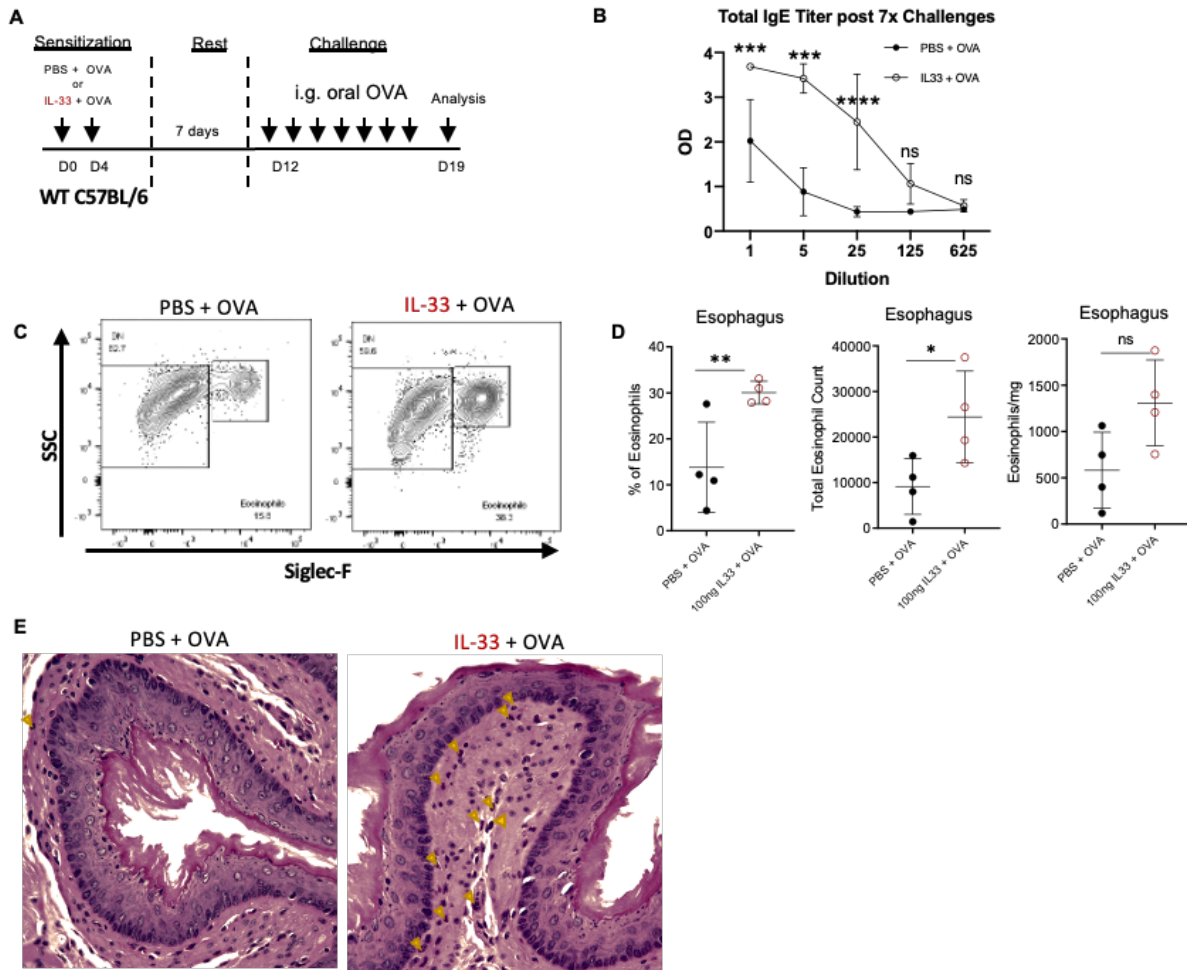 A
Sensitization Rest Challenge
PBS + OVA
or
IL-33 + OVA
i.g. oral OVA
Analysis
7 days
D0 D4 D12 D19
WT C57BL/6
B
Total IgE Titer post 7x Challenges
PBS + OVA
IL33 + OVA
*** *** **** ns ns
OD
4
3
2
1
0
1 5 25 125 625
Dilution
C
PBS + OVA
IL-33 + OVA
SSC
DN
Eosinophils
DN
Eosinophils
Siglec-F
D
Esophagus
**
% of Eosinophils
40
30
20
10
0
PBS + OVA
100ng IL33 + OVA
Esophagus
*
Total Eosinophil Count
40000
30000
20000
10000
0
PBS + OVA
100ng IL33 + OVA
Esophagus
ns
Eosinophils/mg
2000
1500
1000
500
0
PBS + OVA
100ng IL33 + OVA
E
PBS + OVA
IL-33 + OVA